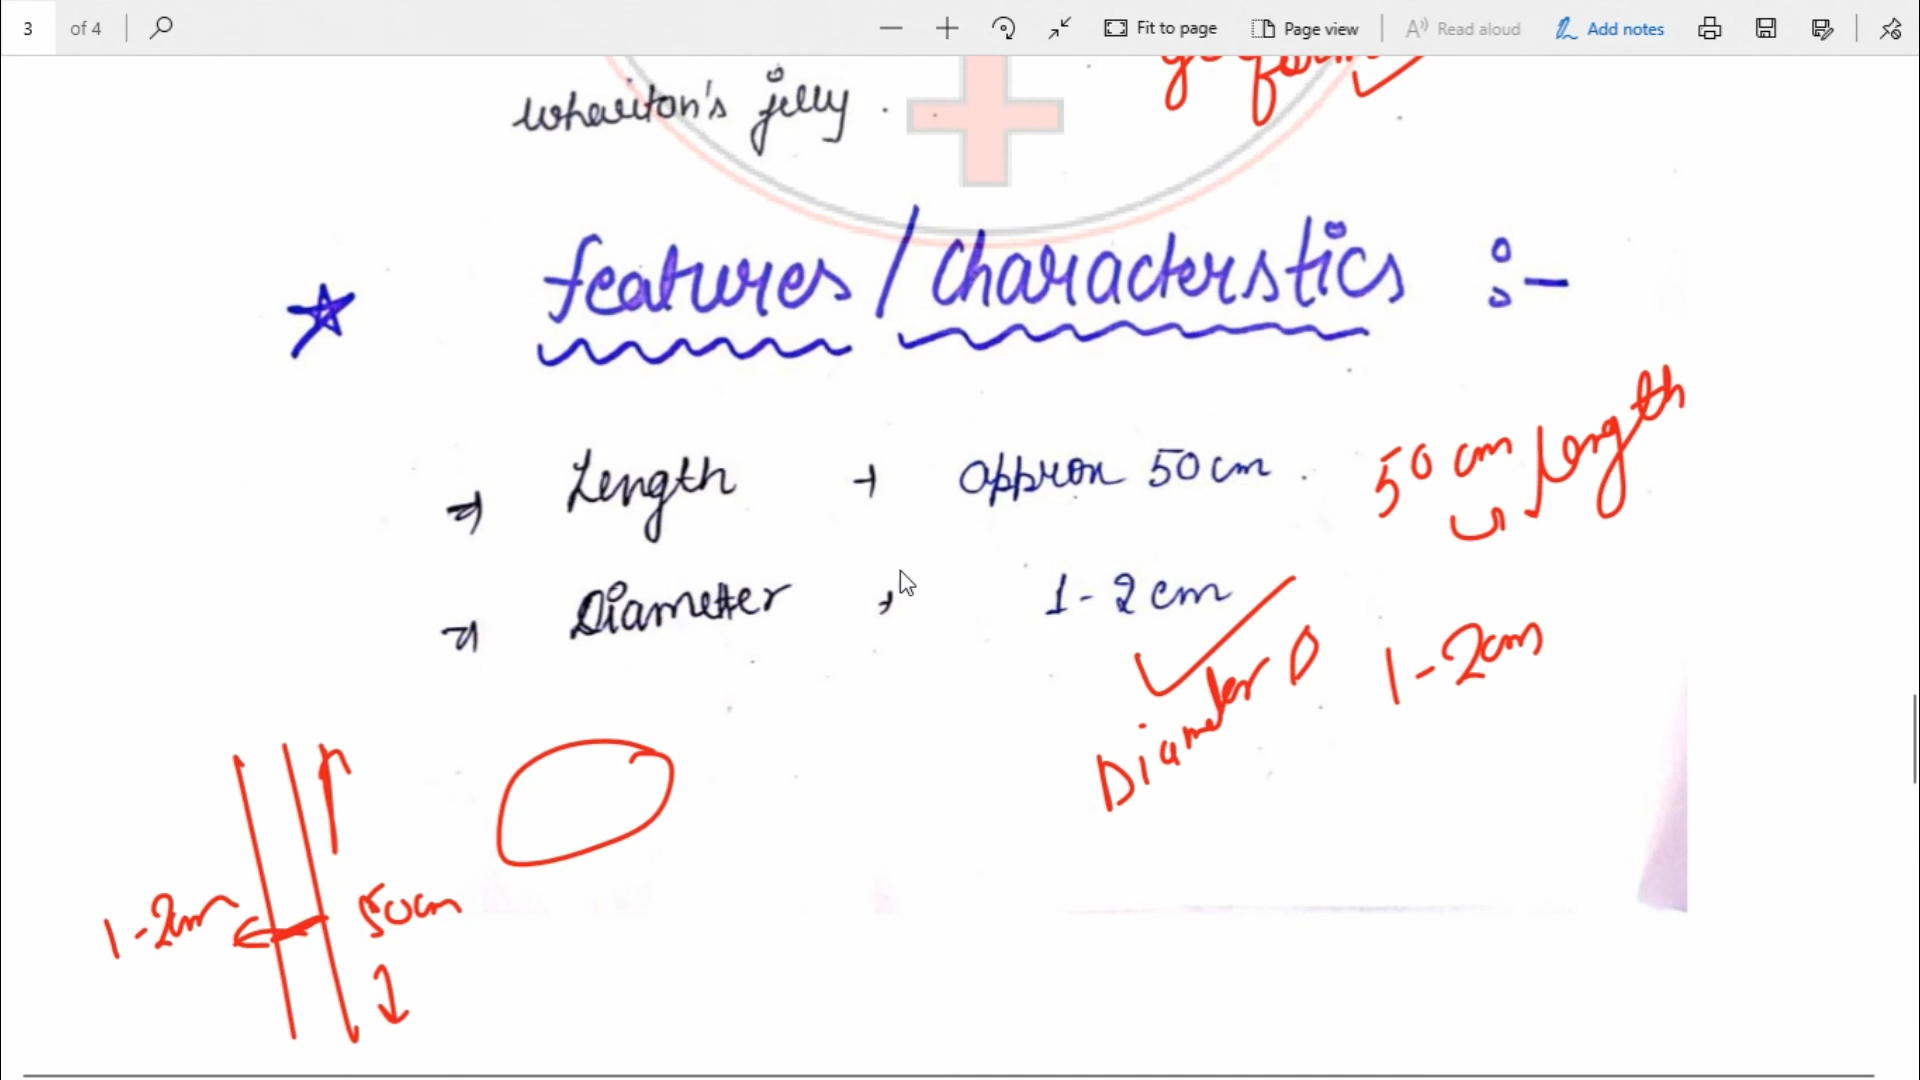 3 of 4 Fit to page Page view Read aloud Add notes
Wharton's jelly .
features / characterstics :-
Length → approx 50 cm . 50 cm length
Diameter → 1 - 2 cm
Diameter D 1 - 2cm
1 - 2cm 50cm